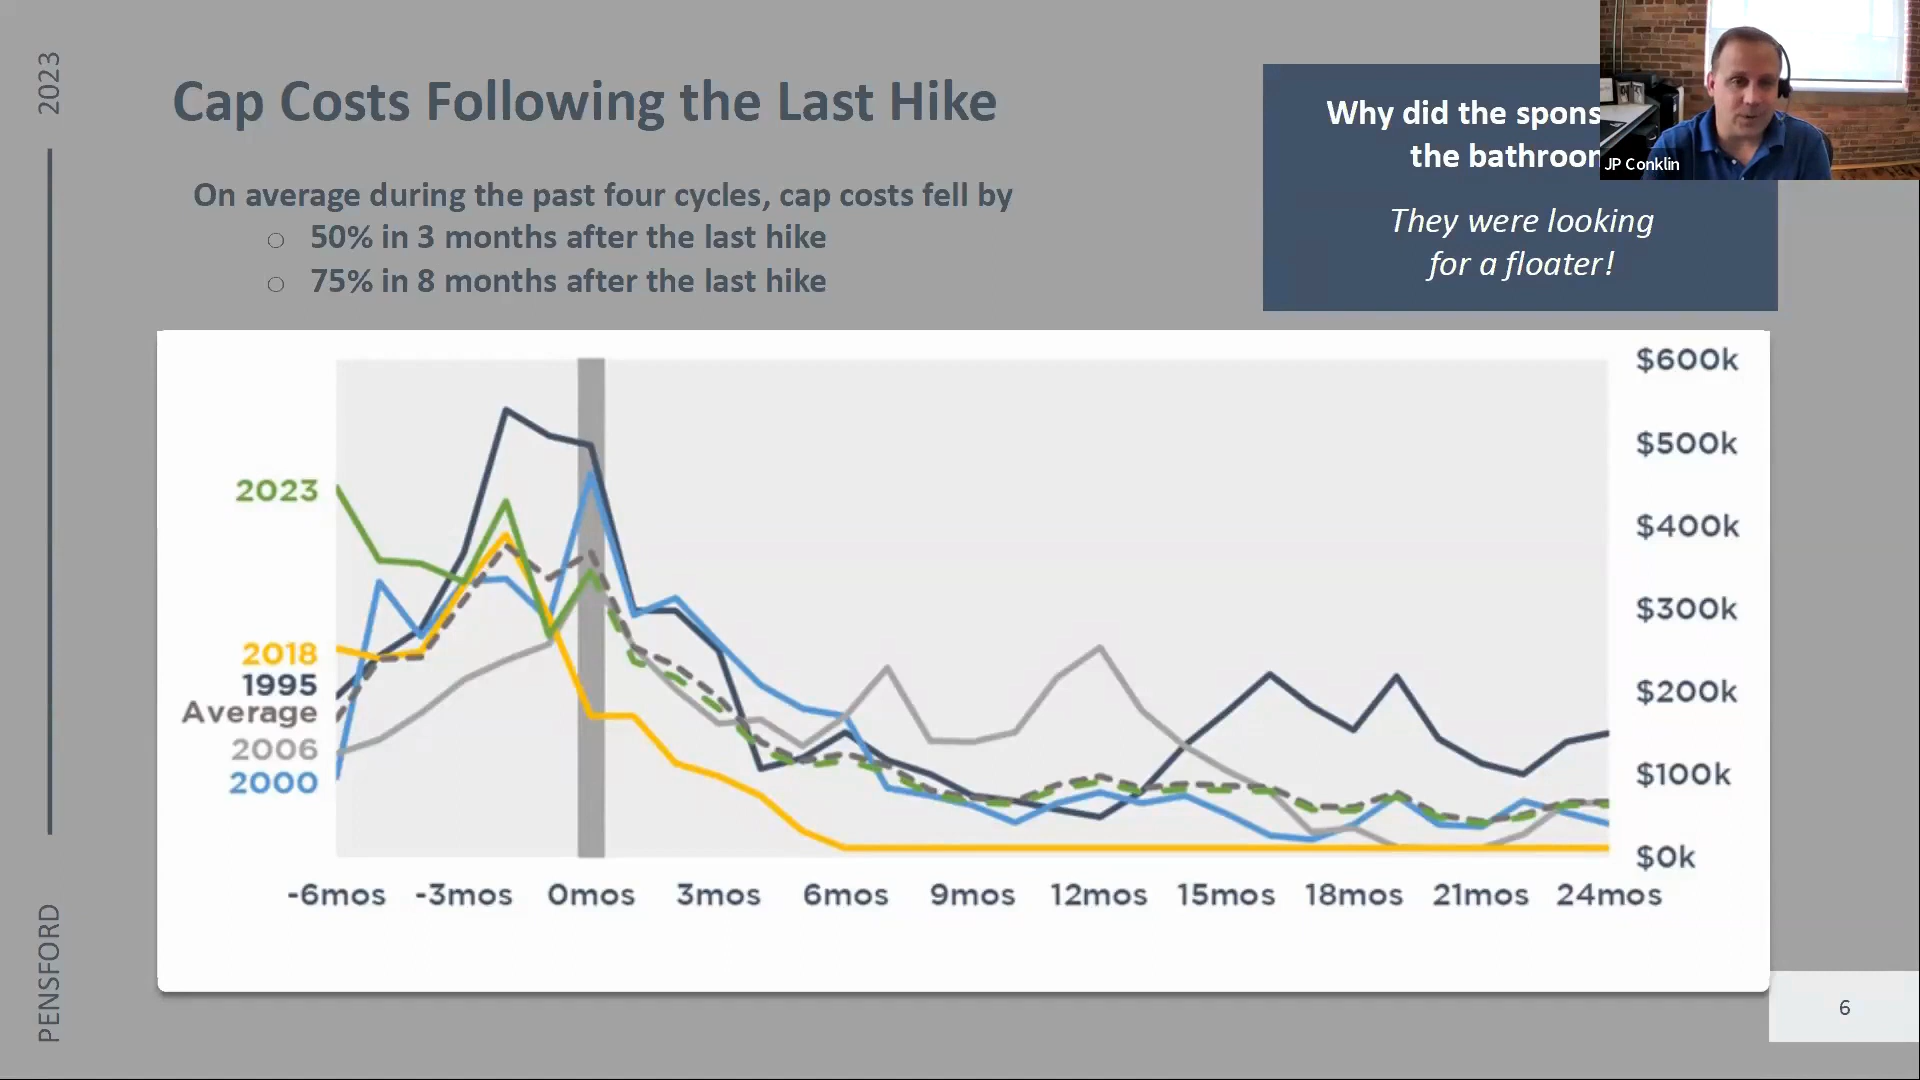 2023
Cap Costs Following the Last Hike
On average during the past four cycles, cap costs fell by
50% in 3 months after the last hike
75% in 8 months after the last hike
Why did the
the
They were looking
for a floater!
JP Conklin
$600k
$500k
$400k
$300k
$200k
$100k
$0k
2023
2018
1995
Average
2006
2000
-6mos -3mos 0mos 3mos 6mos 9mos 12mos 15mos 18mos 21mos 24mos
PENSFORD
6